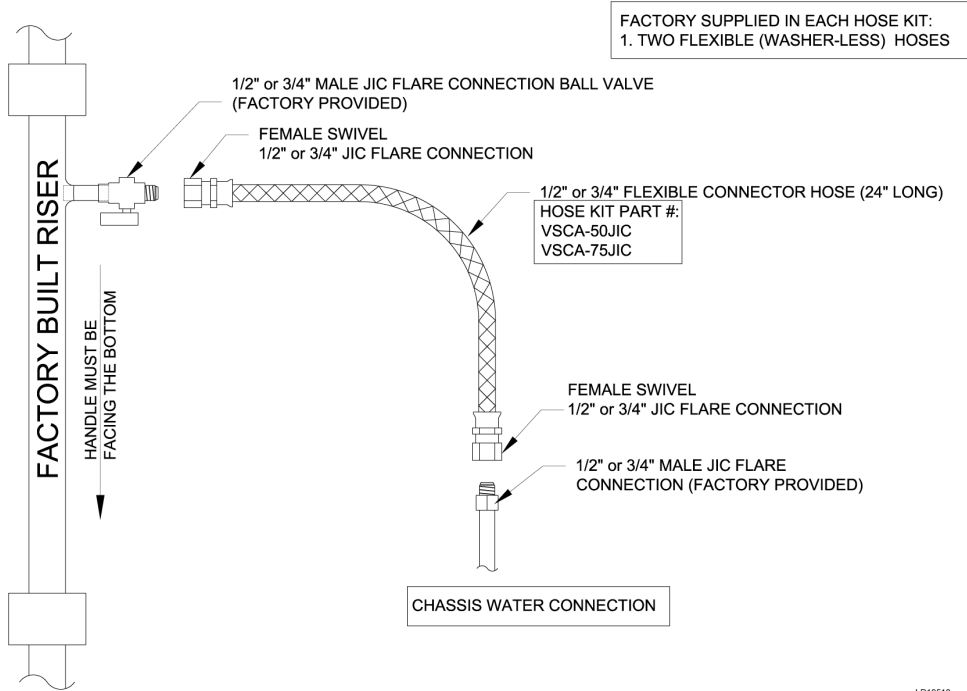 FACTORY SUPPLIED IN EACH HOSE KIT:
1. TWO FLEXIBLE (WASHER-LESS) HOSES
1/2" or 3/4" MALE JIC FLARE CONNECTION BALL VALVE
(FACTORY PROVIDED)
FEMALE SWIVEL
1/2" or 3/4" JIC FLARE CONNECTION
1/2" or 3/4" FLEXIBLE CONNECTOR HOSE (24" LONG)
HOSE KIT PART #:
VSCA-50JIC
VSCA-75JIC
FACTORY BUILT RISER
HANDLE MUST BE
FACING THE BOTTOM
FEMALE SWIVEL
1/2" or 3/4" JIC FLARE CONNECTION
1/2" or 3/4" MALE JIC FLARE
CONNECTION (FACTORY PROVIDED)
CHASSIS WATER CONNECTION